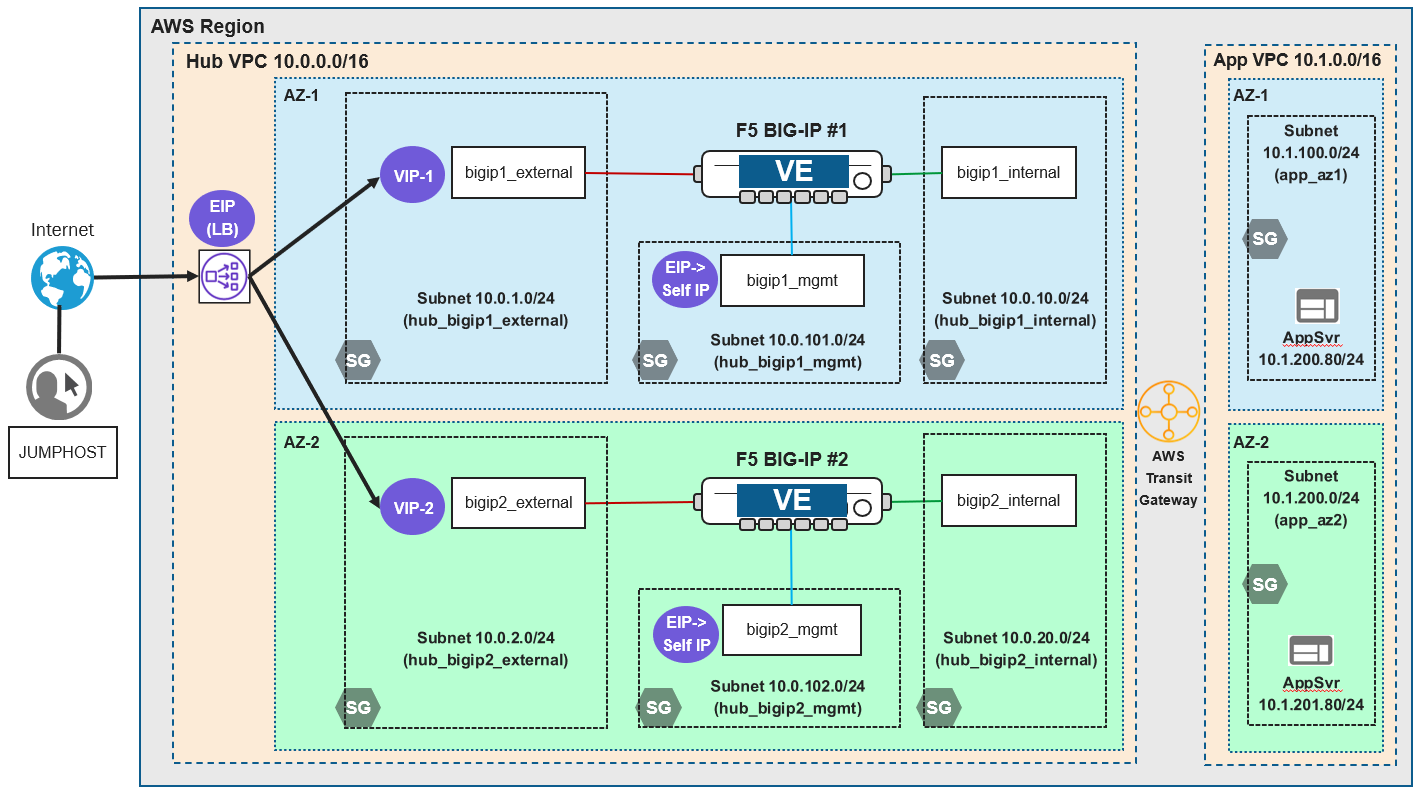 AWS Region
Hub VPC 10.0.0.0/16
App VPC 10.1.0.0/16
AZ-1
F5 BIG-IP #1
VIP-1
bigip1_external
VE
bigip1_internal
EIP
(LB)
Internet
EIP->
Self IP
bigip1_mgmt
Subnet 10.0.1.0/24
(hub_bigip1_external)
Subnet 10.0.101.0/24
(hub_bigip1_mgmt)
Subnet 10.0.10.0/24
(hub_bigip1_internal)
SG
SG
SG
JUMPHOST
AZ-2
F5 BIG-IP #2
VIP-2
bigip2_external
VE
bigip2_internal
EIP->
Self IP
bigip2_mgmt
Subnet 10.0.2.0/24
(hub_bigip2_external)
Subnet 10.0.102.0/24
(hub_bigip2_mgmt)
Subnet 10.0.20.0/24
(hub_bigip2_internal)
SG
SG
SG
AWS
Transit
Gateway
AZ-1
Subnet
10.1.100.0/24
(app_az1)
SG
AppSvr
10.1.200.80/24
AZ-2
Subnet
10.1.200.0/24
(app_az2)
SG
AppSvr
10.1.201.80/24